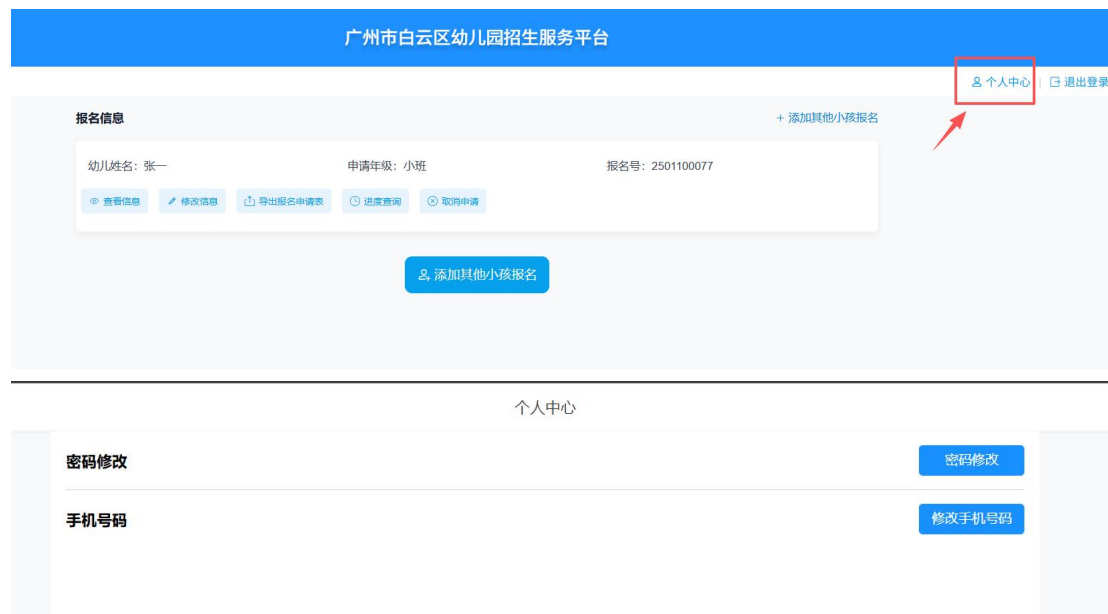 广州市白云区幼儿园招生服务平台
个人中心 | 退出登录
报名信息 + 添加其他小孩报名
幼儿姓名：张一 申请年级：小班 报名号：2501100077
查看信息 修改信息 导出报名申请表 进度查询 取消申请
添加其他小孩报名
个人中心
密码修改 密码修改
手机号码 修改手机号码